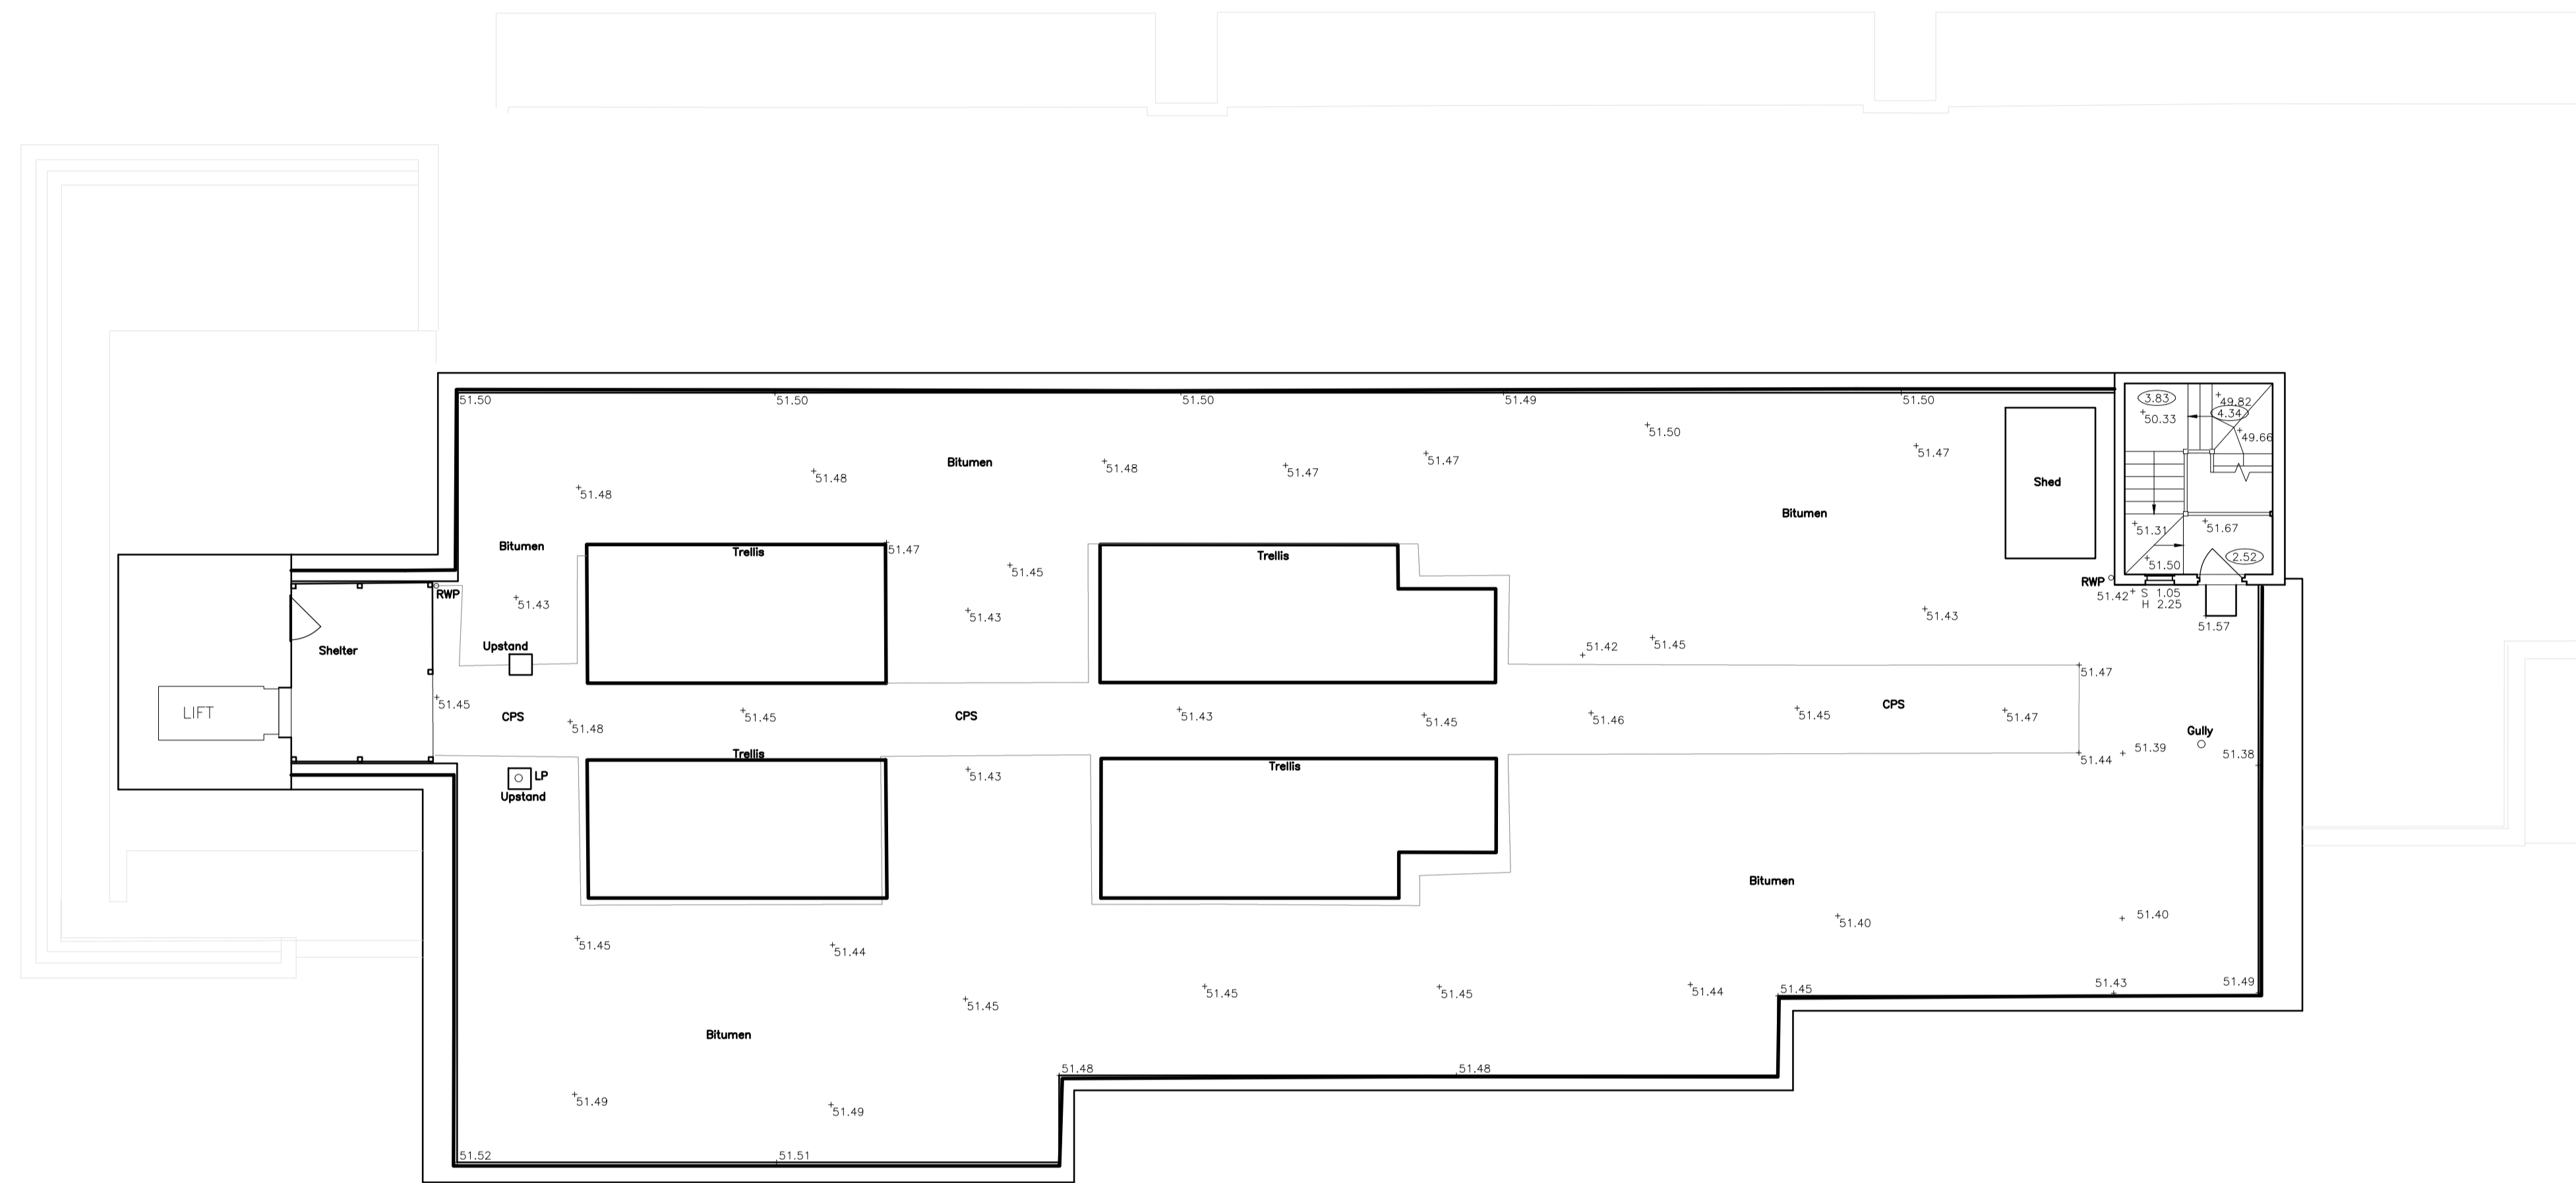 51.50
51.50
51.50
51.49
51.50
3.83
49.82
4.34
50.33
49.66
51.50
51.47
51.47
51.48
51.47
51.48
51.48
Bitumen
Shed
Bitumen
51.31
51.67
Bitumen
Trellis
51.47
Trellis
2.52
51.50
51.45
RWP
RWP
S 1.05
51.42
H 2.25
51.43
51.43
51.43
51.57
Upstand
Shelter
51.42
51.45
51.47
51.45
CPS
LIFT
CPS
51.48
51.45
51.43
51.45
51.46
51.45
CPS
51.47
Gully
51.39
51.38
51.44
Trellis
Trellis
LP
Upstand
51.43
Bitumen
51.40
51.40
51.45
51.44
51.45
51.45
51.45
51.44
51.45
51.43
51.49
Bitumen
51.48
51.48
51.49
51.49
51.52
51.51